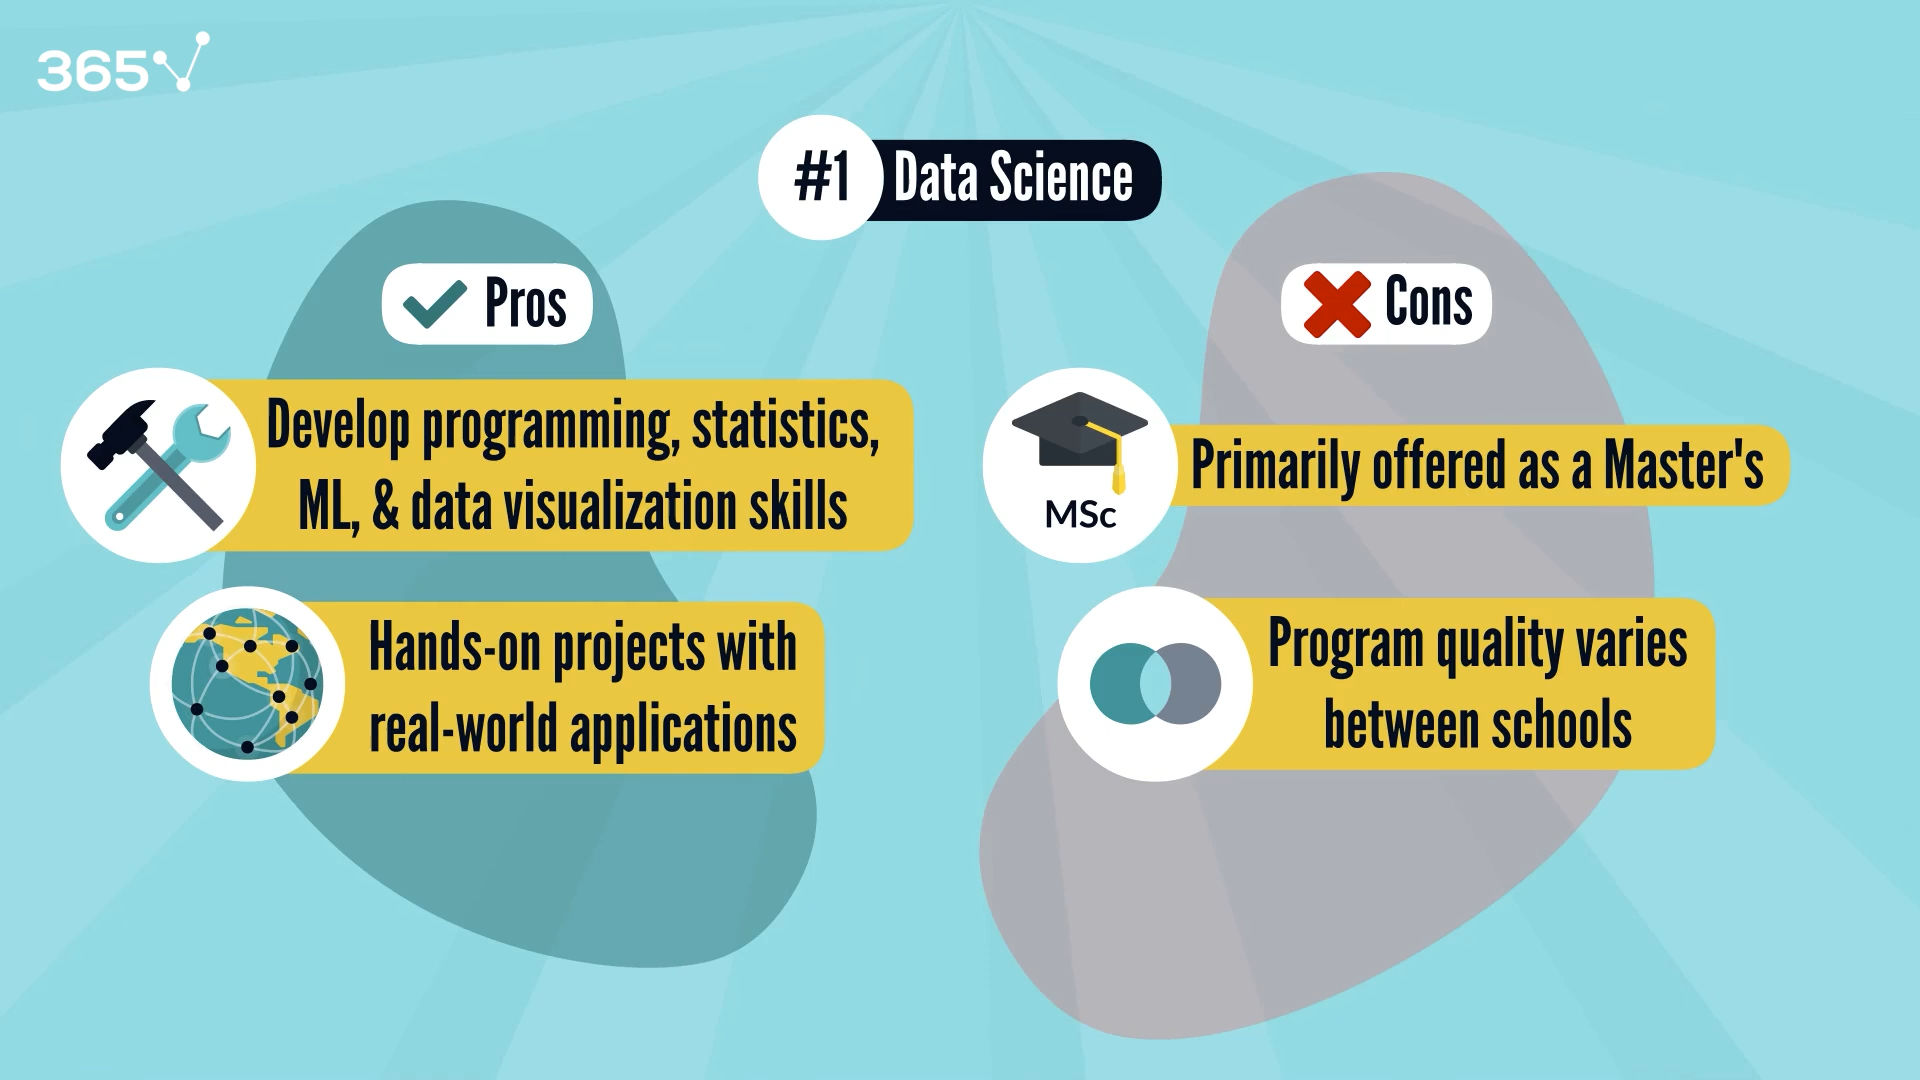 365
#1 Data Science
Pros
Develop programming, statistics,
ML, & data visualization skills
Hands-on projects with
real-world applications
Cons
MSc
Primarily offered as a Master's
Program quality varies
between schools